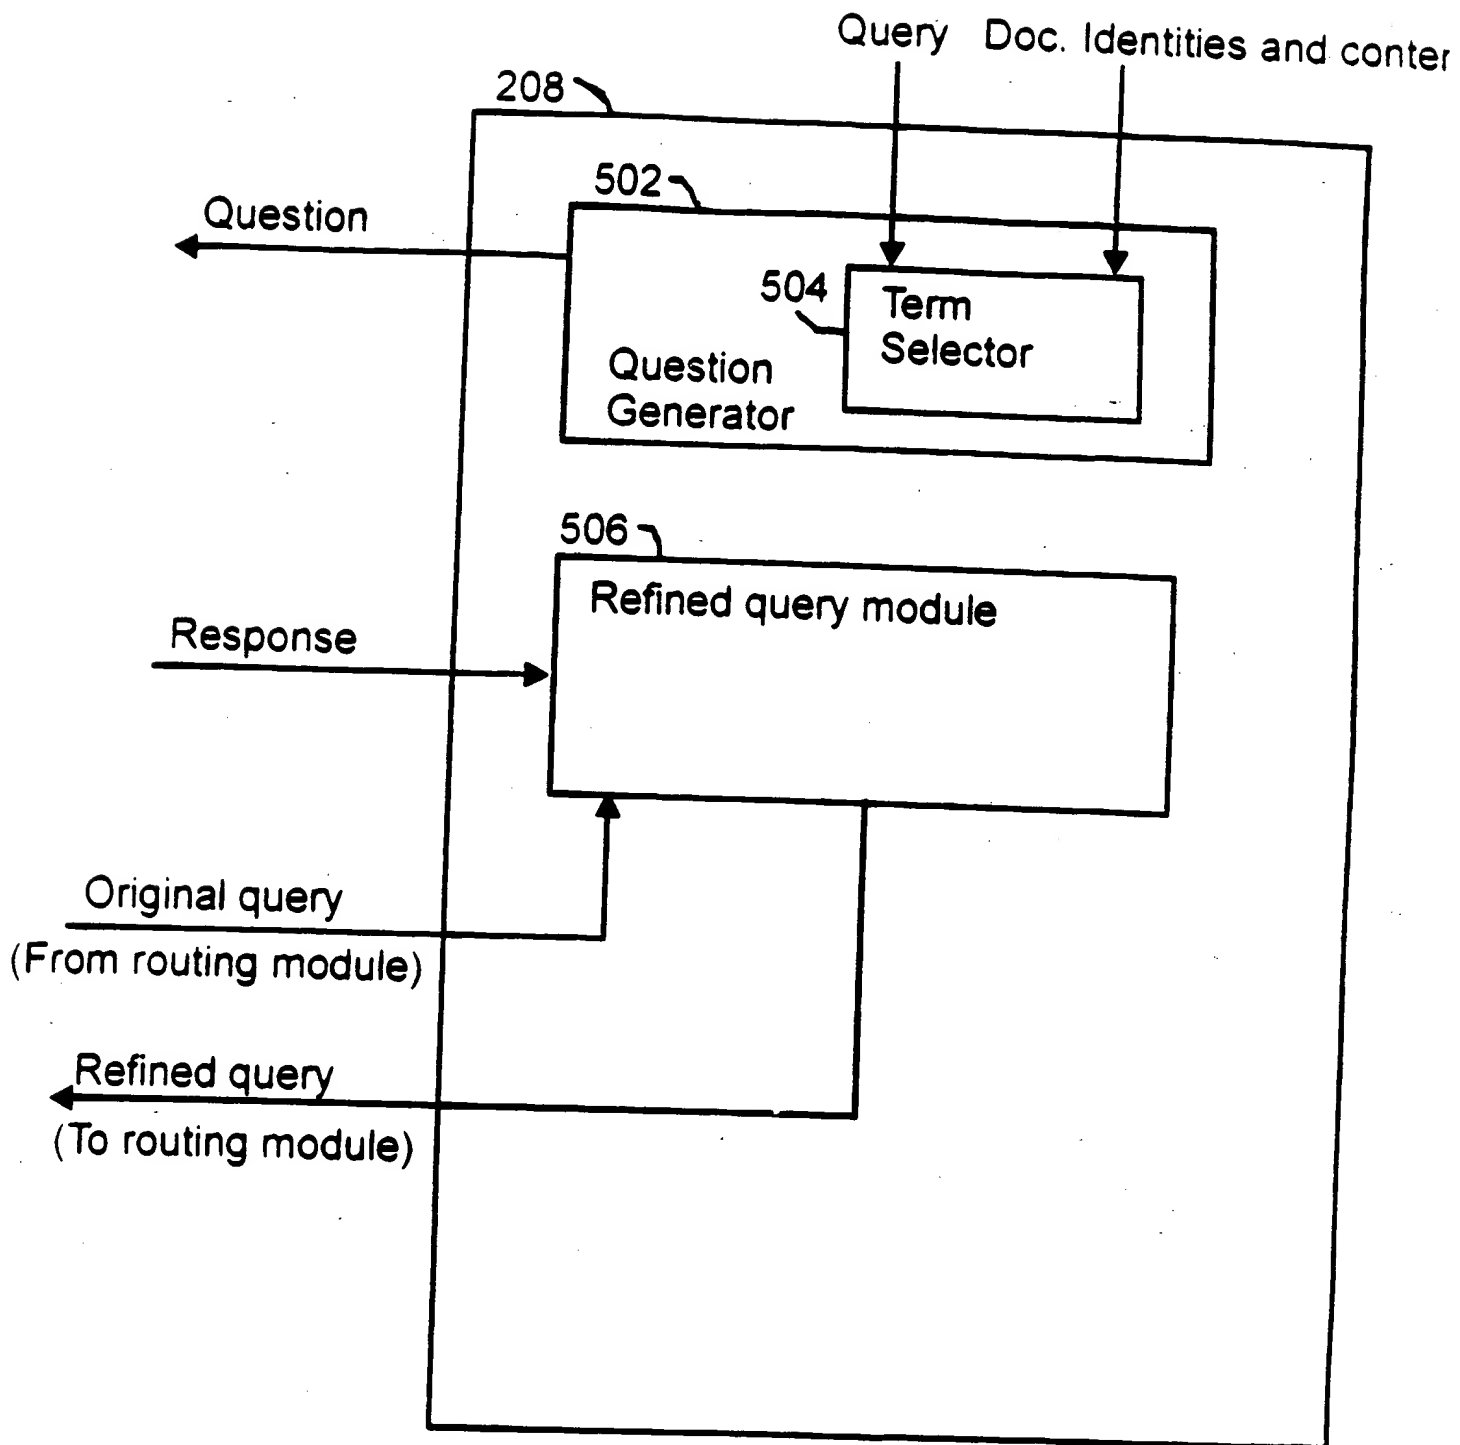 Query Doc. Identities and conter
208
502
Question
504
Term
Selector
Question
Generator
506
Refined query module
Response
Original query
(From routing module)
Refined query
(To routing module)